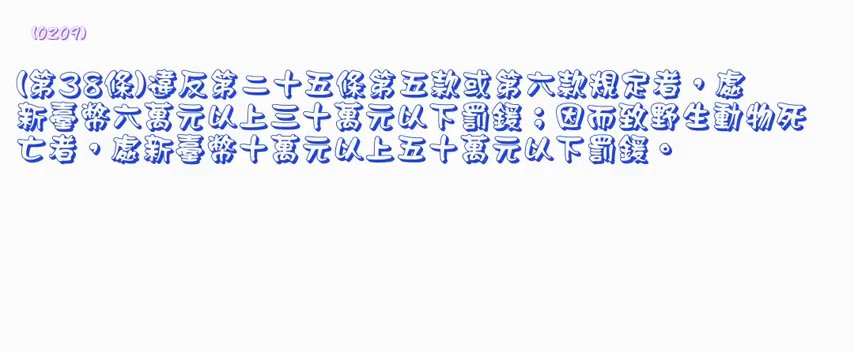 (0209)
(第38條)違反第二十五條第五款或第六款規定者，處
新臺幣六萬元以上三十萬元以下罰鍰；因而致野生動物死
亡者，處新臺幣十萬元以上五十萬元以下罰鍰。